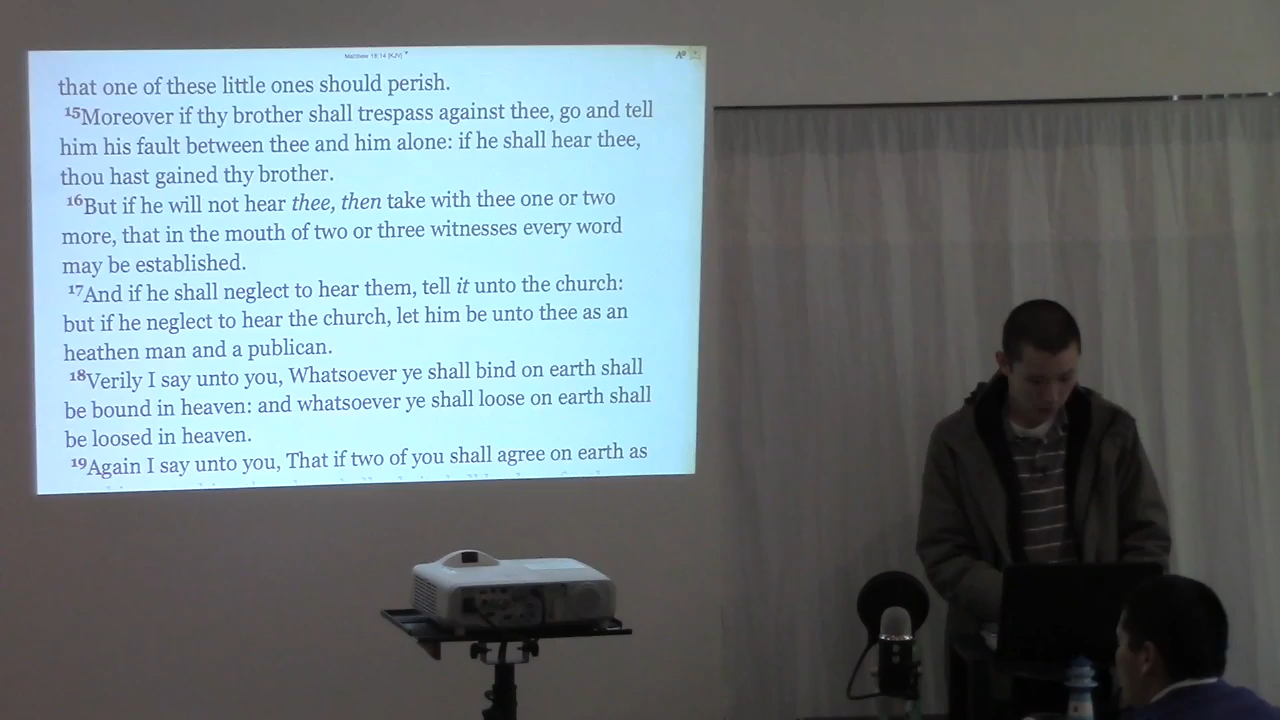 Matthew 18:14 (KJV)
that one of these little ones should perish.
15Moreover if thy brother shall trespass against thee, go and tell
him his fault between thee and him alone: if he shall hear thee,
thou hast gained thy brother.
16But if he will not hear thee, then take with thee one or two
more, that in the mouth of two or three witnesses every word
may be established.
17And if he shall neglect to hear them, tell it unto the church:
but if he neglect to hear the church, let him be unto thee as an
heathen man and a publican.
18Verily I say unto you, Whatsoever ye shall bind on earth shall
be bound in heaven: and whatsoever ye shall loose on earth shall
be loosed in heaven.
19Again I say unto you, That if two of you shall agree on earth as